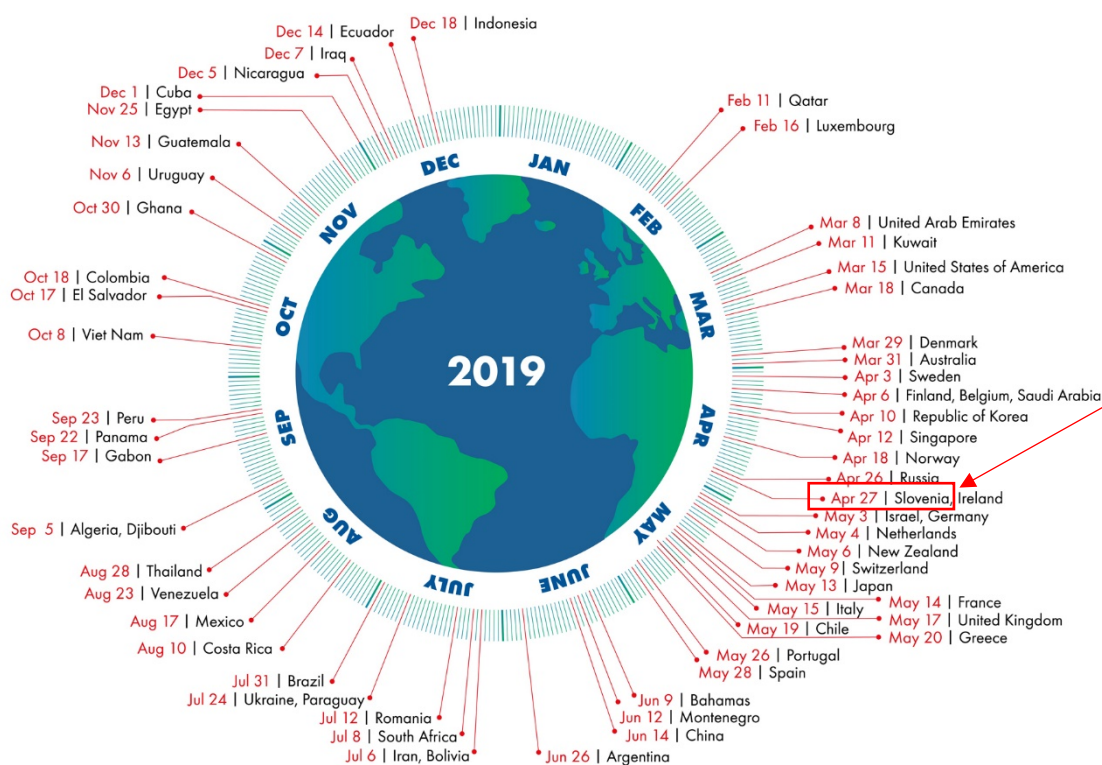 Dec 18 | Indonesia
Dec 14 | Ecuador
Dec 7 | Iraq
Dec 5 | Nicaragua
Dec 1 | Cuba
Nov 25 | Egypt
Nov 13 | Guatemala
Nov 6 | Uruguay
Oct 30 | Ghana
Oct 18 | Colombia
Oct 17 | El Salvador
Oct 8 | Viet Nam
Sep 23 | Peru
Sep 22 | Panama
Sep 17 | Gabon
Sep 5 | Algeria, Djibouti
Aug 28 | Thailand
Aug 23 | Venezuela
Aug 17 | Mexico
Aug 10 | Costa Rica
Jul 31 | Brazil
Jul 24 | Ukraine, Paraguay
Jul 12 | Romania
Jul 8 | South Africa
Jul 6 | Iran, Bolivia
JAN
FEB
MAR
APR
MAY
JUNE
JULY
AUG
SEP
OCT
NOV
DEC
2019
Feb 11 | Qatar
Feb 16 | Luxembourg
Mar 8 | United Arab Emirates
Mar 11 | Kuwait
Mar 15 | United States of America
Mar 18 | Canada
Mar 29 | Denmark
Mar 31 | Australia
Apr 3 | Sweden
Apr 6 | Finland, Belgium, Saudi Arabia
Apr 10 | Republic of Korea
Apr 12 | Singapore
Apr 18 | Norway
Apr 26 | Russia
Apr 27 | Slovenia, Ireland
May 3 | Israel, Germany
May 4 | Netherlands
May 6 | New Zealand
May 9 | Switzerland
May 13 | Japan
May 14 | France
May 15 | Italy
May 17 | United Kingdom
May 19 | Chile
May 20 | Greece
May 26 | Portugal
May 28 | Spain
Jun 9 | Bahamas
Jun 12 | Montenegro
Jun 14 | China
Jun 26 | Argentina